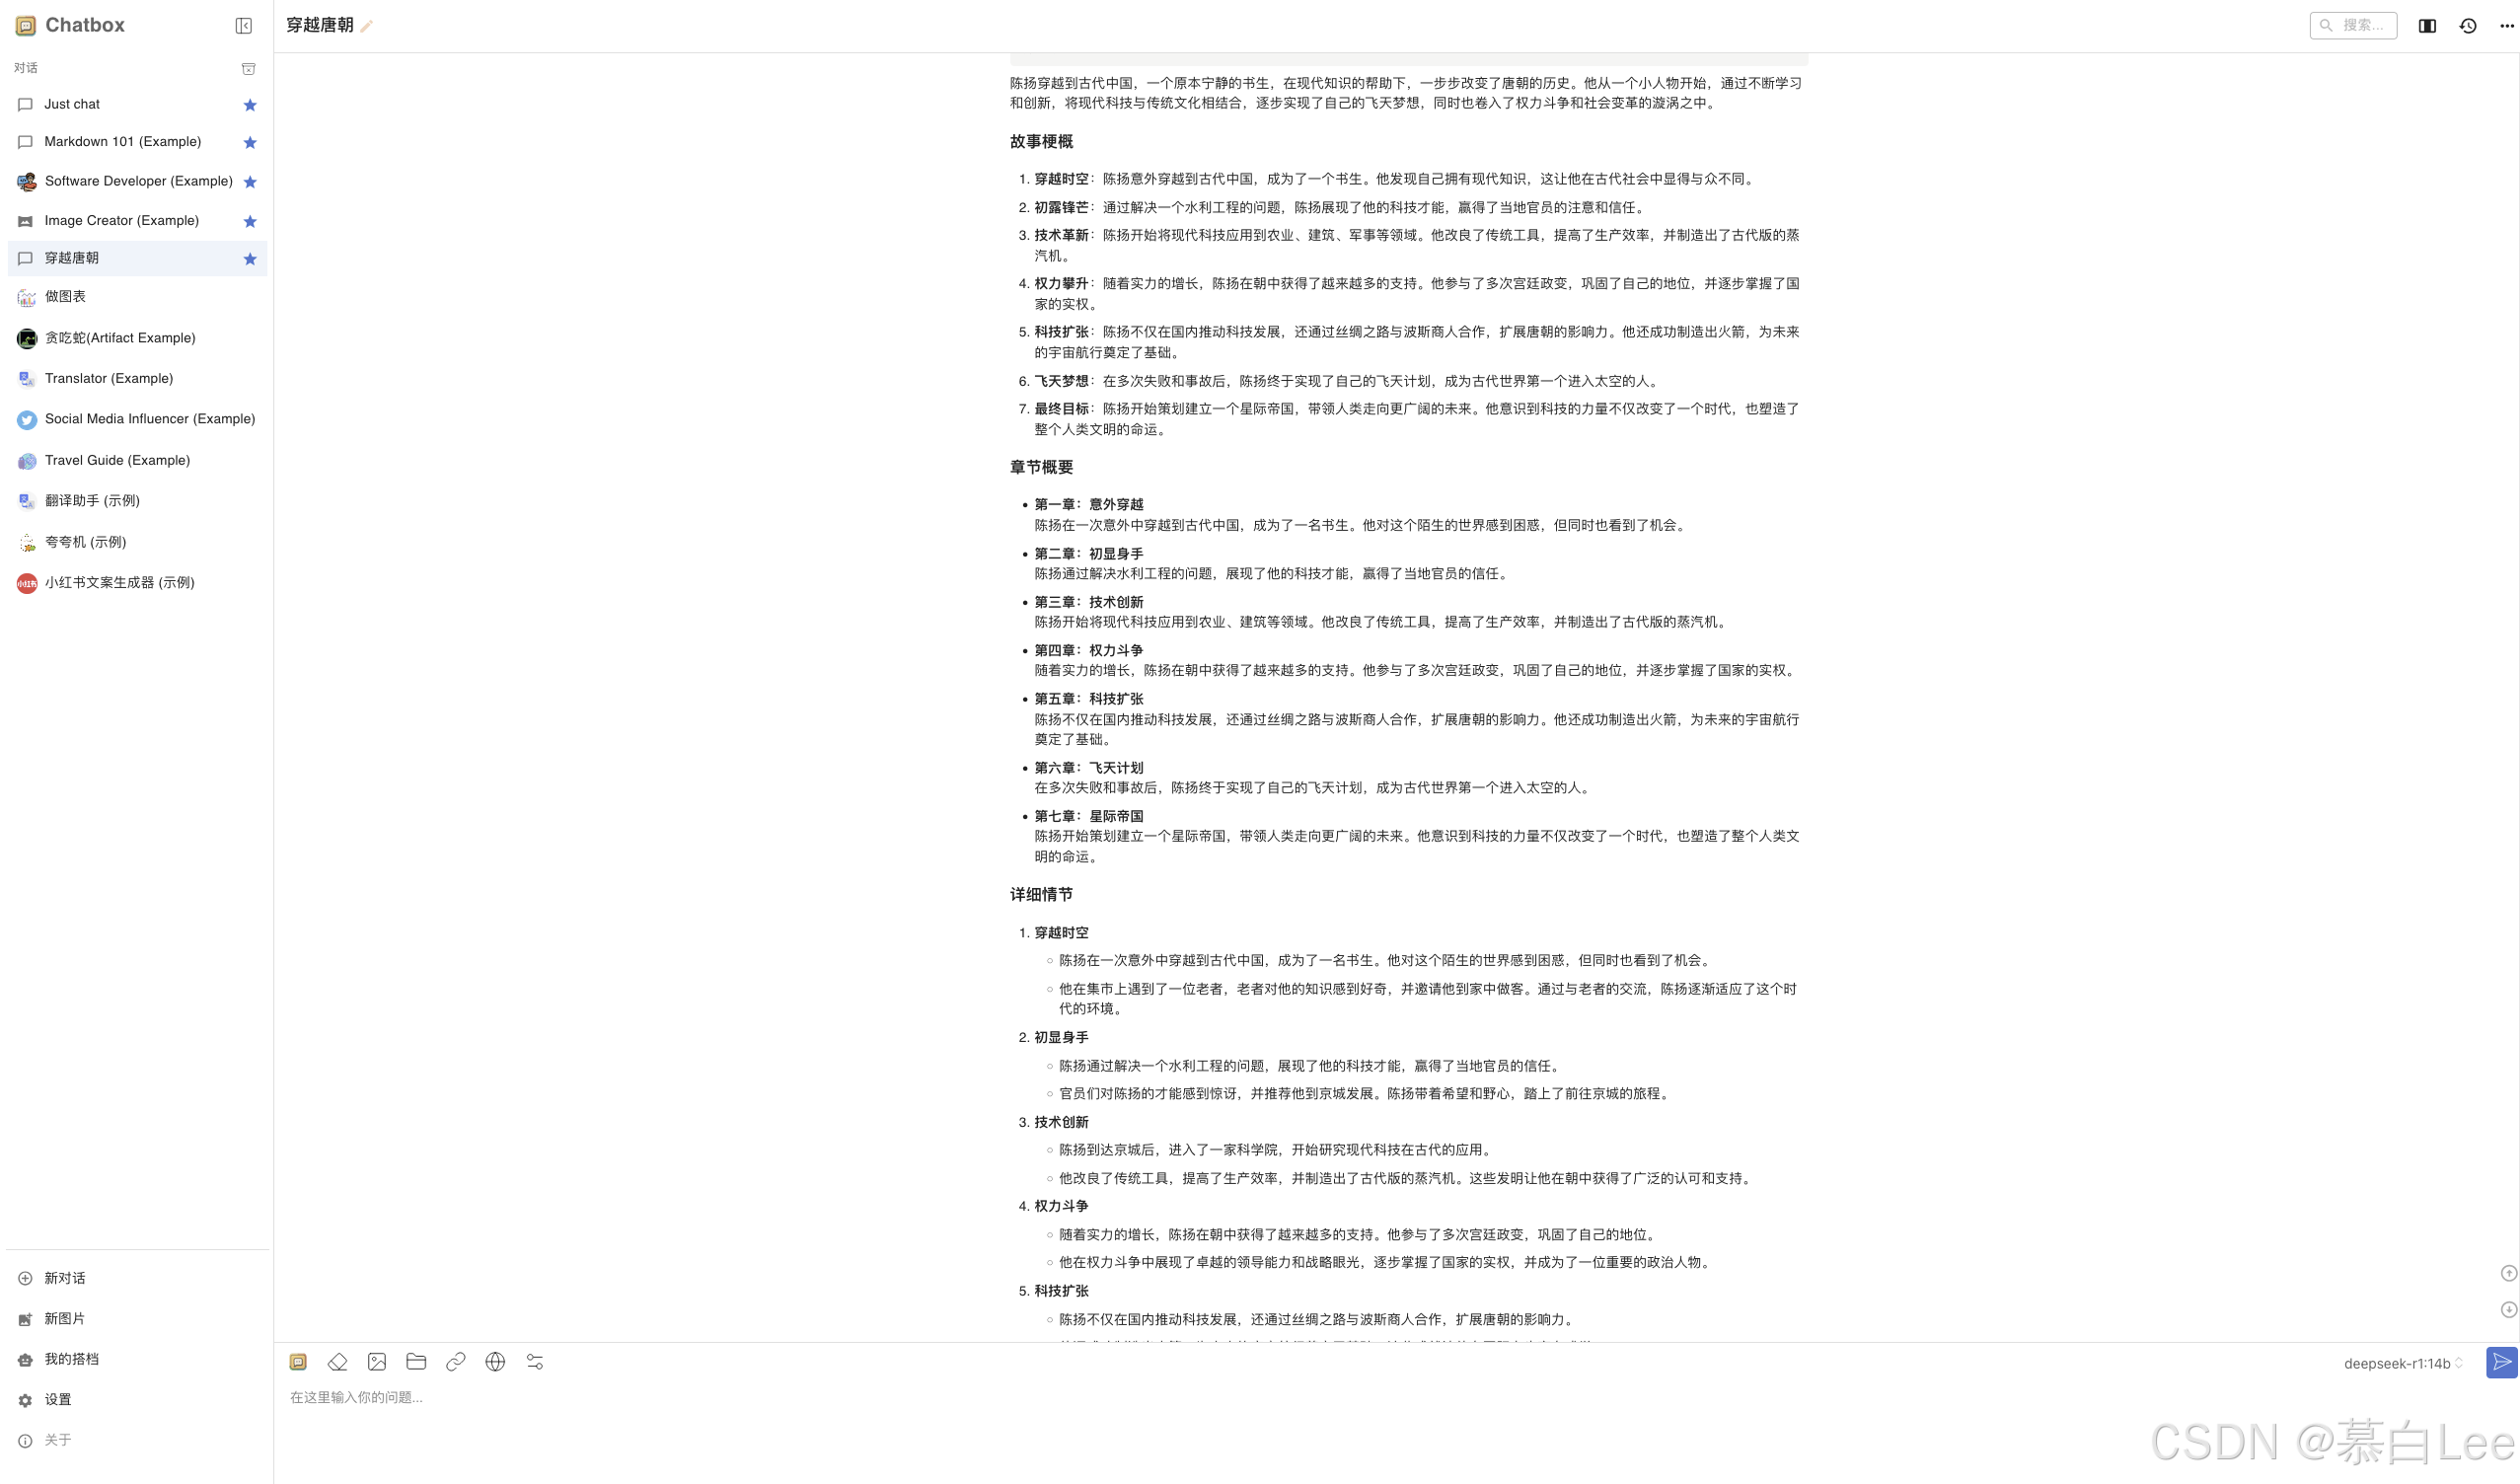 Chatbox
对话
Just chat
Markdown 101 (Example)
Software Developer (Example)
Image Creator (Example)
穿越唐朝
做图表
贪吃蛇(Artifact Example)
Translator (Example)
Social Media Influencer (Example)
Travel Guide (Example)
翻译助手 (示例)
夸夸机 (示例)
小红书
小红书文案生成器 (示例)
新对话
新图片
我的搭档
设置
关于
穿越唐朝
搜索...
陈扬穿越到古代中国，一个原本宁静的书生，在现代知识的帮助下，一步步改变了唐朝的历史。他从一个小人物开始，通过不断学习
和创新，将现代科技与传统文化相结合，逐步实现了自己的飞天梦想，同时也卷入了权力斗争和社会变革的漩涡之中。
故事梗概
1. 穿越时空：陈扬意外穿越到古代中国，成为了一个书生。他发现自己拥有现代知识，这让他在古代社会中显得与众不同。
2. 初露锋芒：通过解决一个水利工程的问题，陈扬展现了他的科技才能，赢得了当地官员的注意和信任。
3. 技术革新：陈扬开始将现代科技应用到农业、建筑、军事等领域。他改良了传统工具，提高了生产效率，并制造出了古代版的蒸
汽机。
4. 权力攀升：随着实力的增长，陈扬在朝中获得了越来越多的支持。他参与了多次宫廷政变，巩固了自己的地位，并逐步掌握了国
家的实权。
5. 科技扩张：陈扬不仅在国内推动科技发展，还通过丝绸之路与波斯商人合作，扩展唐朝的影响力。他还成功制造出火箭，为未来
的宇宙航行奠定了基础。
6. 飞天梦想：在多次失败和事故后，陈扬终于实现了自己的飞天计划，成为古代世界第一个进入太空的人。
7. 最终目标：陈扬开始策划建立一个星际帝国，带领人类走向更广阔的未来。他意识到科技的力量不仅改变了一个时代，也塑造了
整个人类文明的命运。
章节概要
• 第一章：意外穿越
陈扬在一次意外中穿越到古代中国，成为了一名书生。他对这个陌生的世界感到困惑，但同时也看到了机会。
• 第二章：初显身手
陈扬通过解决水利工程的问题，展现了他的科技才能，赢得了当地官员的信任。
• 第三章：技术创新
陈扬开始将现代科技应用到农业、建筑等领域。他改良了传统工具，提高了生产效率，并制造出了古代版的蒸汽机。
• 第四章：权力斗争
随着实力的增长，陈扬在朝中获得了越来越多的支持。他参与了多次宫廷政变，巩固了自己的地位，并逐步掌握了国家的实权。
• 第五章：科技扩张
陈扬不仅在国内推动科技发展，还通过丝绸之路与波斯商人合作，扩展唐朝的影响力。他还成功制造出火箭，为未来的宇宙航行
奠定了基础。
• 第六章：飞天计划
在多次失败和事故后，陈扬终于实现了自己的飞天计划，成为古代世界第一个进入太空的人。
• 第七章：星际帝国
陈扬开始策划建立一个星际帝国，带领人类走向更广阔的未来。他意识到科技的力量不仅改变了一个时代，也塑造了整个人类文
明的命运。
详细情节
1. 穿越时空
○ 陈扬在一次意外中穿越到古代中国，成为了一名书生。他对这个陌生的世界感到困惑，但同时也看到了机会。
○ 他在集市上遇到了一位老者，老者对他的知识感到好奇，并邀请他到家中做客。通过与老者的交流，陈扬逐渐适应了这个时
代的环境。
2. 初显身手
○ 陈扬通过解决一个水利工程的问题，展现了他的科技才能，赢得了当地官员的信任。
○ 官员们对陈扬的才能感到惊讶，并推荐他到京城发展。陈扬带着希望和野心，踏上了前往京城的旅程。
3. 技术创新
○ 陈扬到达京城后，进入了一家科学院，开始研究现代科技在古代的应用。
○ 他改良了传统工具，提高了生产效率，并制造出了古代版的蒸汽机。这些发明让他在朝中获得了广泛的认可和支持。
4. 权力斗争
○ 随着实力的增长，陈扬在朝中获得了越来越多的支持。他参与了多次宫廷政变，巩固了自己的地位。
○ 他在权力斗争中展现了卓越的领导能力和战略眼光，逐步掌握了国家的实权，并成为了一位重要的政治人物。
5. 科技扩张
○ 陈扬不仅在国内推动科技发展，还通过丝绸之路与波斯商人合作，扩展唐朝的影响力。
deepseek-r1:14b
在这里输入你的问题...
CSDN @慕白Lee